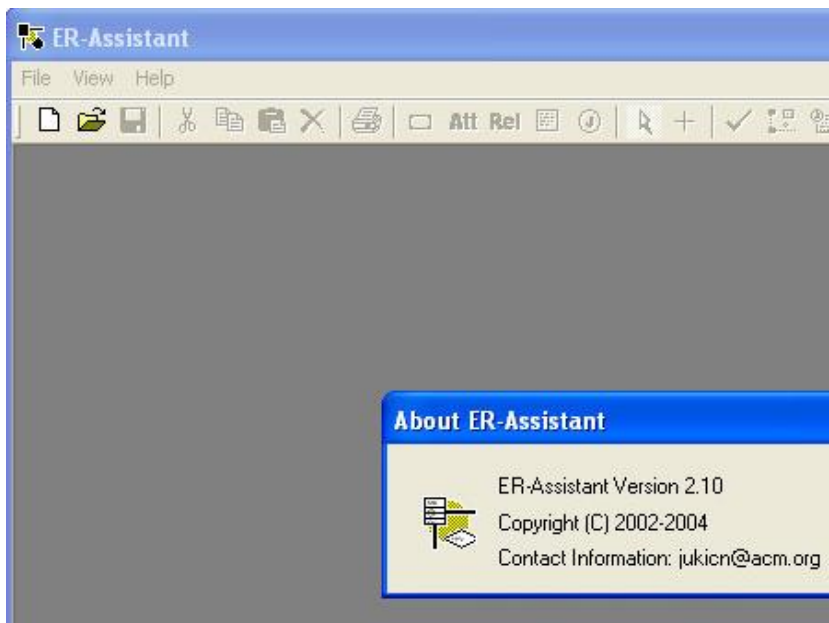 ER-Assistant
File View Help
Att Rel
About ER-Assistant
ER-Assistant Version 2.10
Copyright (C) 2002-2004
Contact Information: jukicn@acm.org